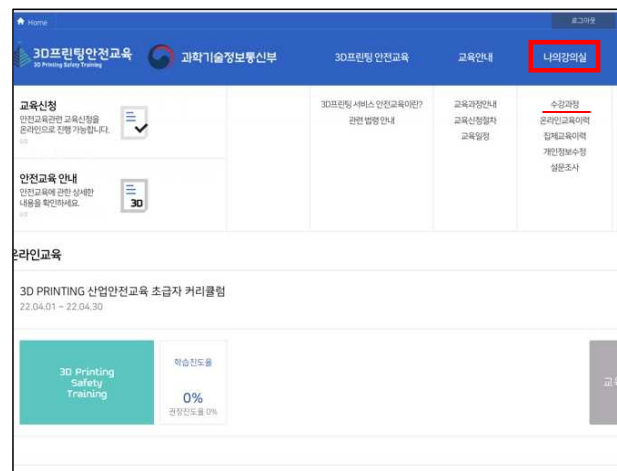 Home
로그아웃
3D프린팅안전교육
3D Printing Safety Training
과학기술정보통신부
3D프린팅 안전교육
교육안내
나의강의실
교육신청
안전교육관련 교육신청을
온라인으로 진행 가능합니다.
안전교육 안내
안전교육에 관한 상세한
내용을 확인하세요.
3D
3D프린팅 서비스 안전교육이란?
관련 법령 안내
교육과정안내
교육신청절차
교육일정
수강과정
온라인교육이력
집체교육이력
개인정보수정
설문조사
온라인교육
3D PRINTING 산업안전교육 초급자 커리큘럼
22.04.01 ~ 22.04.30
3D Printing
Safety
Training
학습진도율
0%
권장진도율 0%